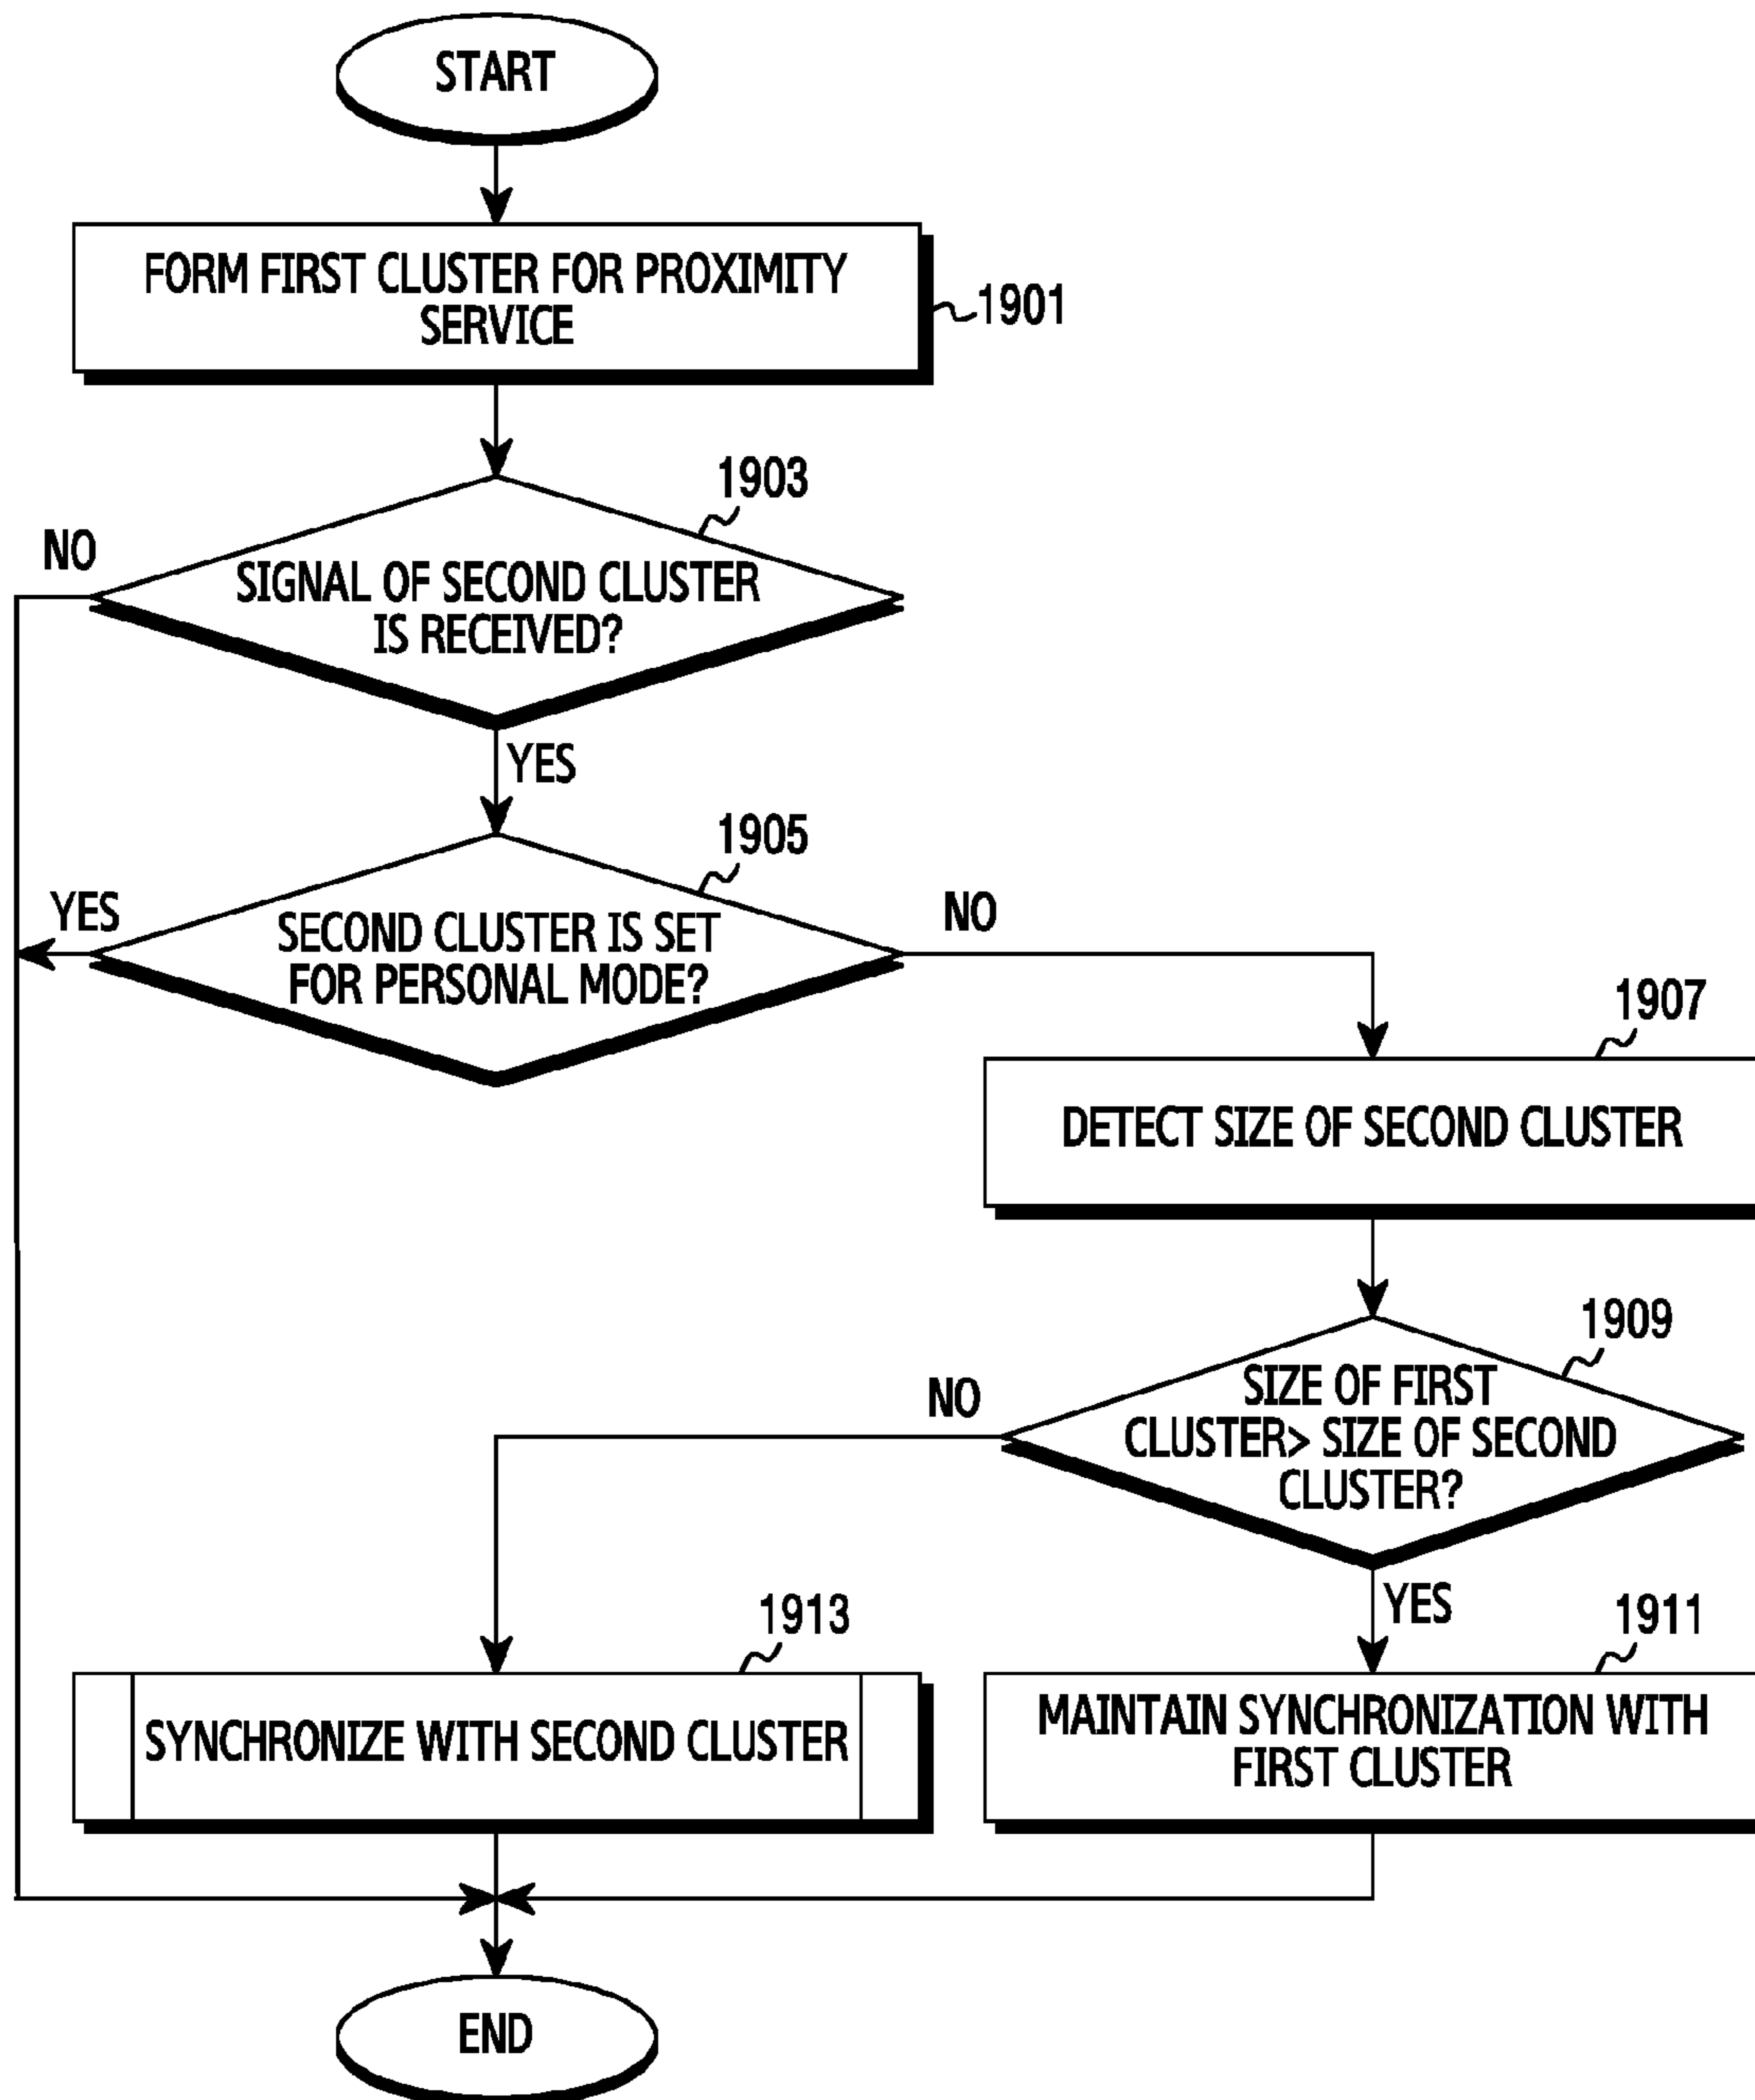 START
FORM FIRST CLUSTER FOR PROXIMITY
SERVICE
1901
1903
NO
SIGNAL OF SECOND CLUSTER
IS RECEIVED?
YES
1905
YES
SECOND CLUSTER IS SET
FOR PERSONAL MODE?
NO
1907
DETECT SIZE OF SECOND CLUSTER
1909
NO
SIZE OF FIRST
CLUSTER> SIZE OF SECOND
CLUSTER?
YES
1913
1911
SYNCHRONIZE WITH SECOND CLUSTER
MAINTAIN SYNCHRONIZATION WITH
FIRST CLUSTER
END